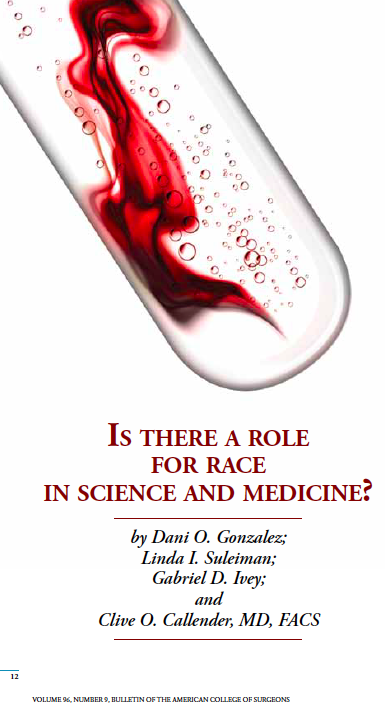 IS THERE A ROLE
FOR RACE
IN SCIENCE AND MEDICINE?
by Dani O. Gonzalez;
Linda I. Suleiman;
Gabriel D. Ivey;
and
Clive O. Callender, MD, FACS
12
VOLUME 96, NUMBER 9, BULLETIN OF THE AMERICAN COLLEGE OF SURGEONS